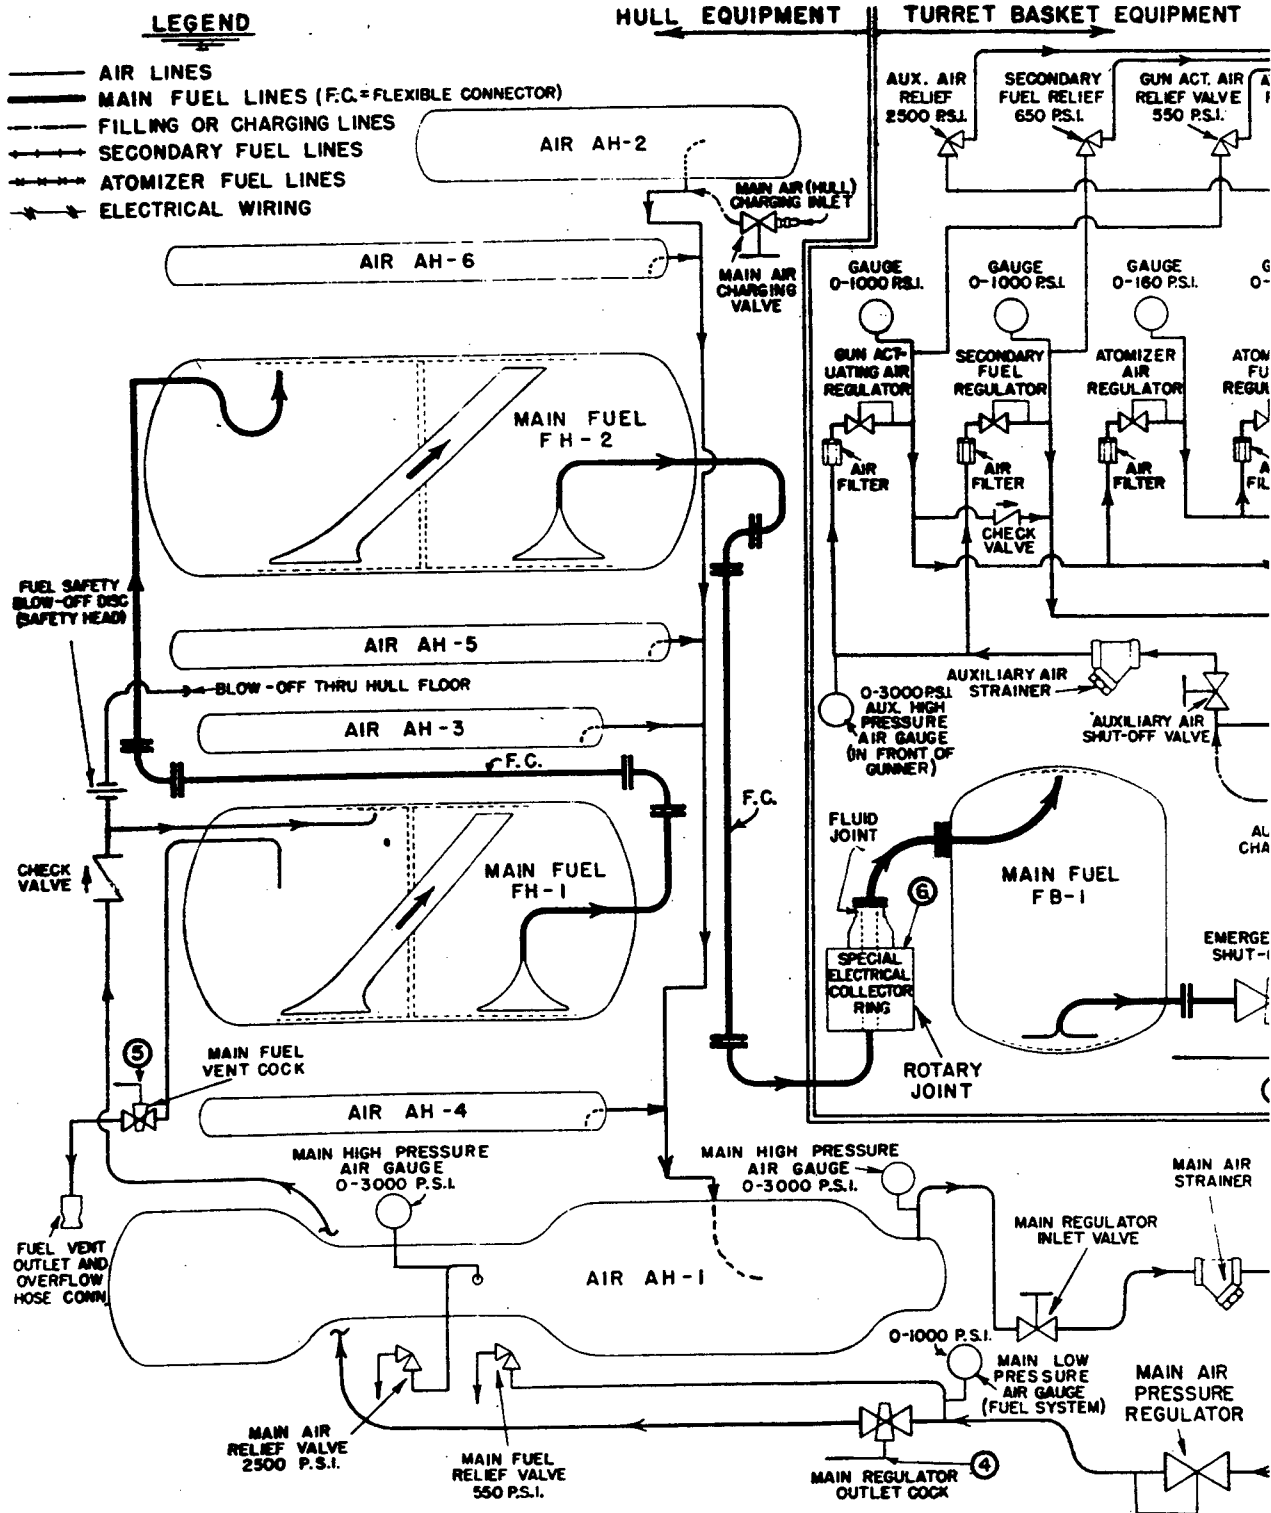 LEGEND
AIR LINES
MAIN FUEL LINES (F.C.=FLEXIBLE CONNECTOR)
FILLING OR CHARGING LINES
SECONDARY FUEL LINES
ATOMIZER FUEL LINES
ELECTRICAL WIRING
HULL EQUIPMENT
TURRET BASKET EQUIPMENT
AUX. AIR
RELIEF
2500 P.S.I.
SECONDARY
FUEL RELIEF
650 P.S.I.
GUN ACT. AIR
RELIEF VALVE
550 P.S.I.
AIR AH-2
MAIN AIR (HULL)
CHARGING INLET
AIR AH-6
MAIN AIR
CHARGING
VALVE
GAUGE
0-1000 P.S.I.
GAUGE
0-1000 P.S.I.
GAUGE
0-160 P.S.I.
GUN ACT-
UATING AIR
REGULATOR
SECONDARY
FUEL
REGULATOR
ATOMIZER
AIR
REGULATOR
ATOM
FU
REGUL
MAIN FUEL
FH-2
AIR
FILTER
AIR
FILTER
AIR
FILTER
A
FIL
CHECK
VALVE
FUEL SAFETY
BLOW-OFF DISC
(SAFETY HEAD)
AIR AH-5
BLOW-OFF THRU HULL FLOOR
AIR AH-3
F.C.
0-3000 P.S.I.
AUX. HIGH
PRESSURE
AIR GAUGE
(IN FRONT OF
GUNNER)
AUXILIARY AIR
STRAINER
AUXILIARY AIR
SHUT-OFF VALVE
F.C.
FLUID
JOINT
AU
CHA
CHECK
VALVE
MAIN FUEL
FH-1
MAIN FUEL
FB-1
6
EMERGE
SHUT-
SPECIAL
ELECTRICAL
COLLECTOR
RING
ROTARY
JOINT
5
MAIN FUEL
VENT COCK
AIR AH-4
MAIN HIGH PRESSURE
AIR GAUGE
0-3000 P.S.I.
MAIN HIGH PRESSURE
AIR GAUGE
0-3000 P.S.I.
MAIN AIR
STRAINER
MAIN REGULATOR
INLET VALVE
FUEL VENT
OUTLET AND
OVERFLOW
HOSE CONN.
AIR AH-1
0-1000 P.S.I.
MAIN LOW
PRESSURE
AIR GAUGE
(FUEL SYSTEM)
MAIN AIR
PRESSURE
REGULATOR
MAIN AIR
RELIEF VALVE
2500 P.S.I.
MAIN FUEL
RELIEF VALVE
550 P.S.I.
4
MAIN REGULATOR
OUTLET COCK